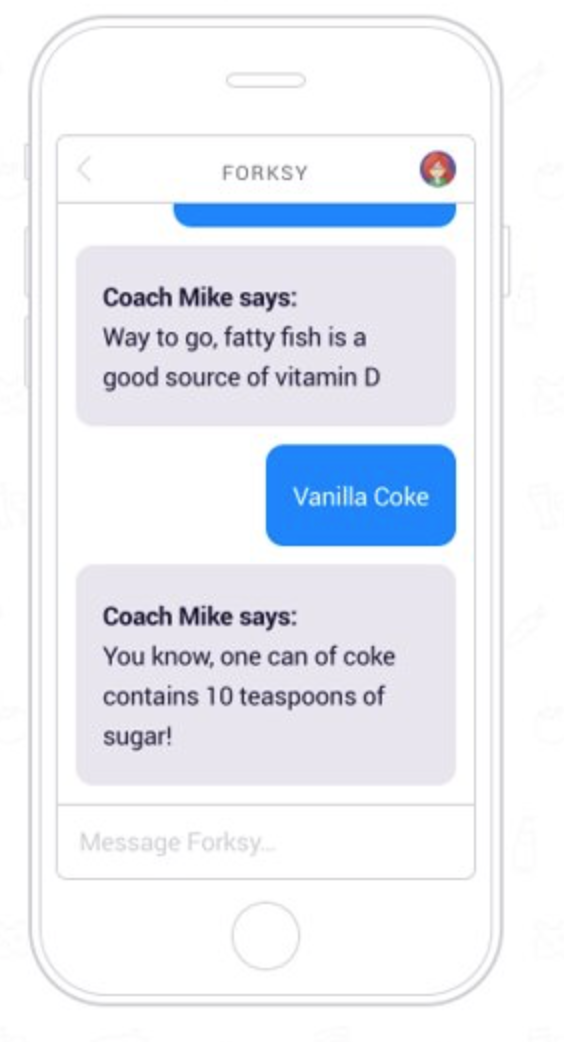 FORKSY
Coach Mike says:
Way to go, fatty fish is a
good source of vitamin D
Vanilla Coke
Coach Mike says:
You know, one can of coke
contains 10 teaspoons of
sugar!
Message Forksy...